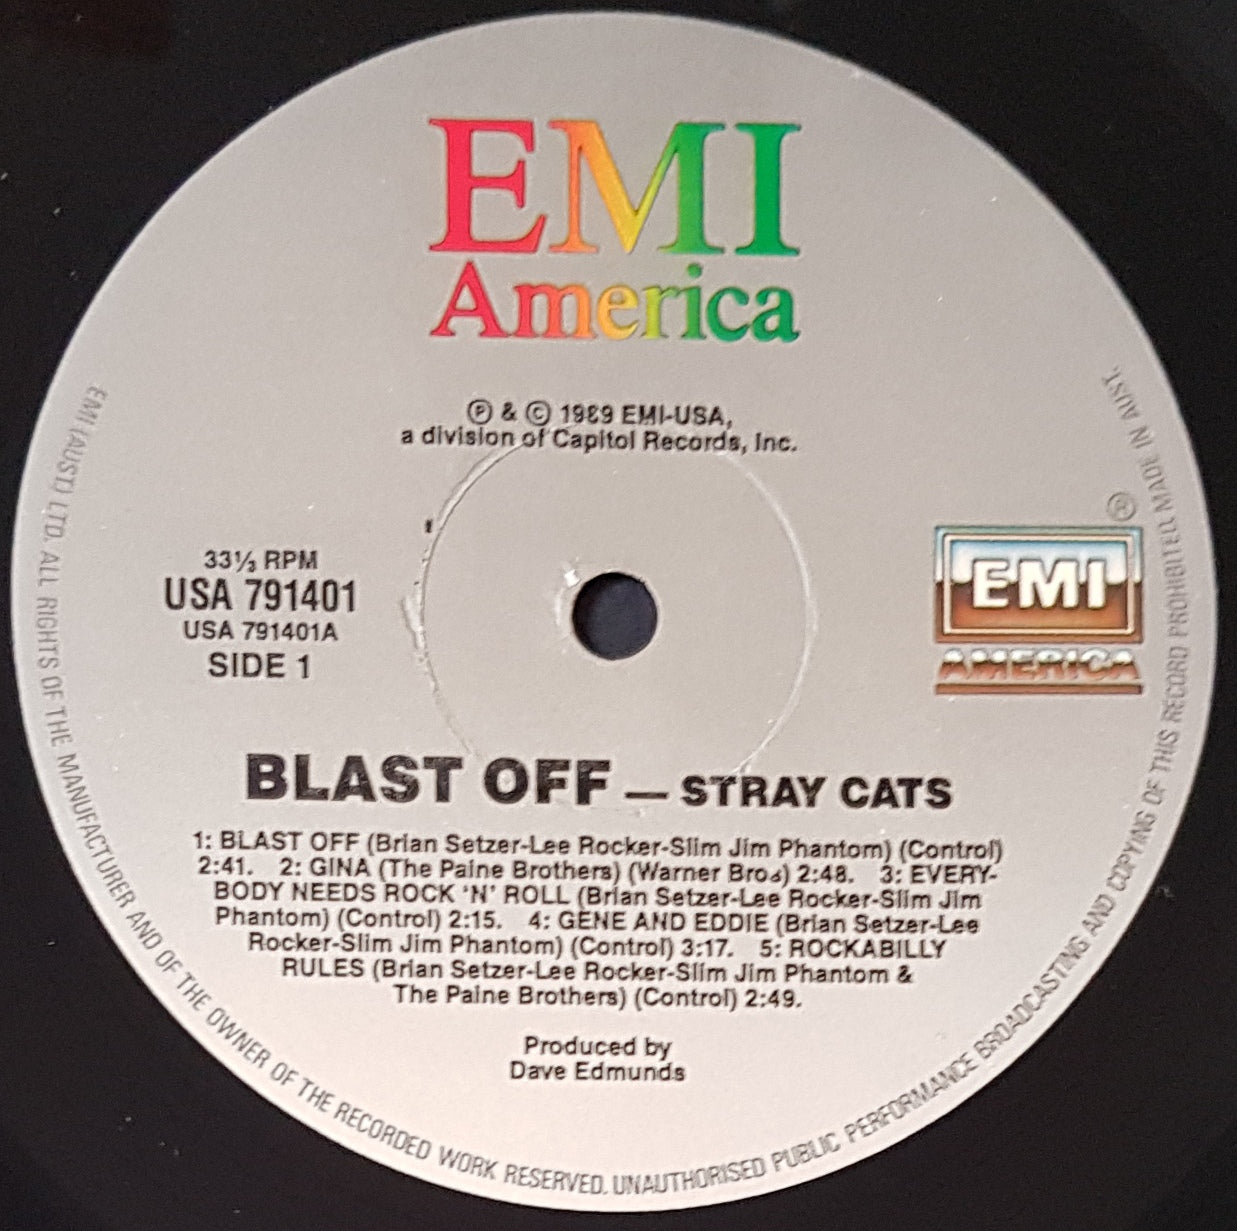 EMI
America
Ⓟ & © 1989 EMI-USA,
a division of Capitol Records, Inc.
33⅓ RPM
USA 791401
USA 791401A
SIDE 1
®
EMI
AMERICA
BLAST OFF — STRAY CATS
1: BLAST OFF (Brian Setzer-Lee Rocker-Slim Jim Phantom) (Control)
2:41. 2: GINA (The Paine Brothers) (Warner Bros) 2:48. 3: EVERY-
BODY NEEDS ROCK ‘N’ ROLL (Brian Setzer-Lee Rocker-Slim Jim
Phantom) (Control) 2:15. 4: GENE AND EDDIE (Brian Setzer-Lee
Rocker-Slim Jim Phantom) (Control) 3:17. 5: ROCKABILLY
RULES (Brian Setzer-Lee Rocker-Slim Jim Phantom &
The Paine Brothers) (Control) 2:49.
Produced by
Dave Edmunds
EMI (AUST) LTD. ALL RIGHTS OF THE MANUFACTURER AND OF THE OWNER OF THE RECORDED WORK RESERVED. UNAUTHORISED PUBLIC PERFORMANCE BROADCASTING AND COPYING OF THIS RECORD PROHIBITED. MADE IN AUST.